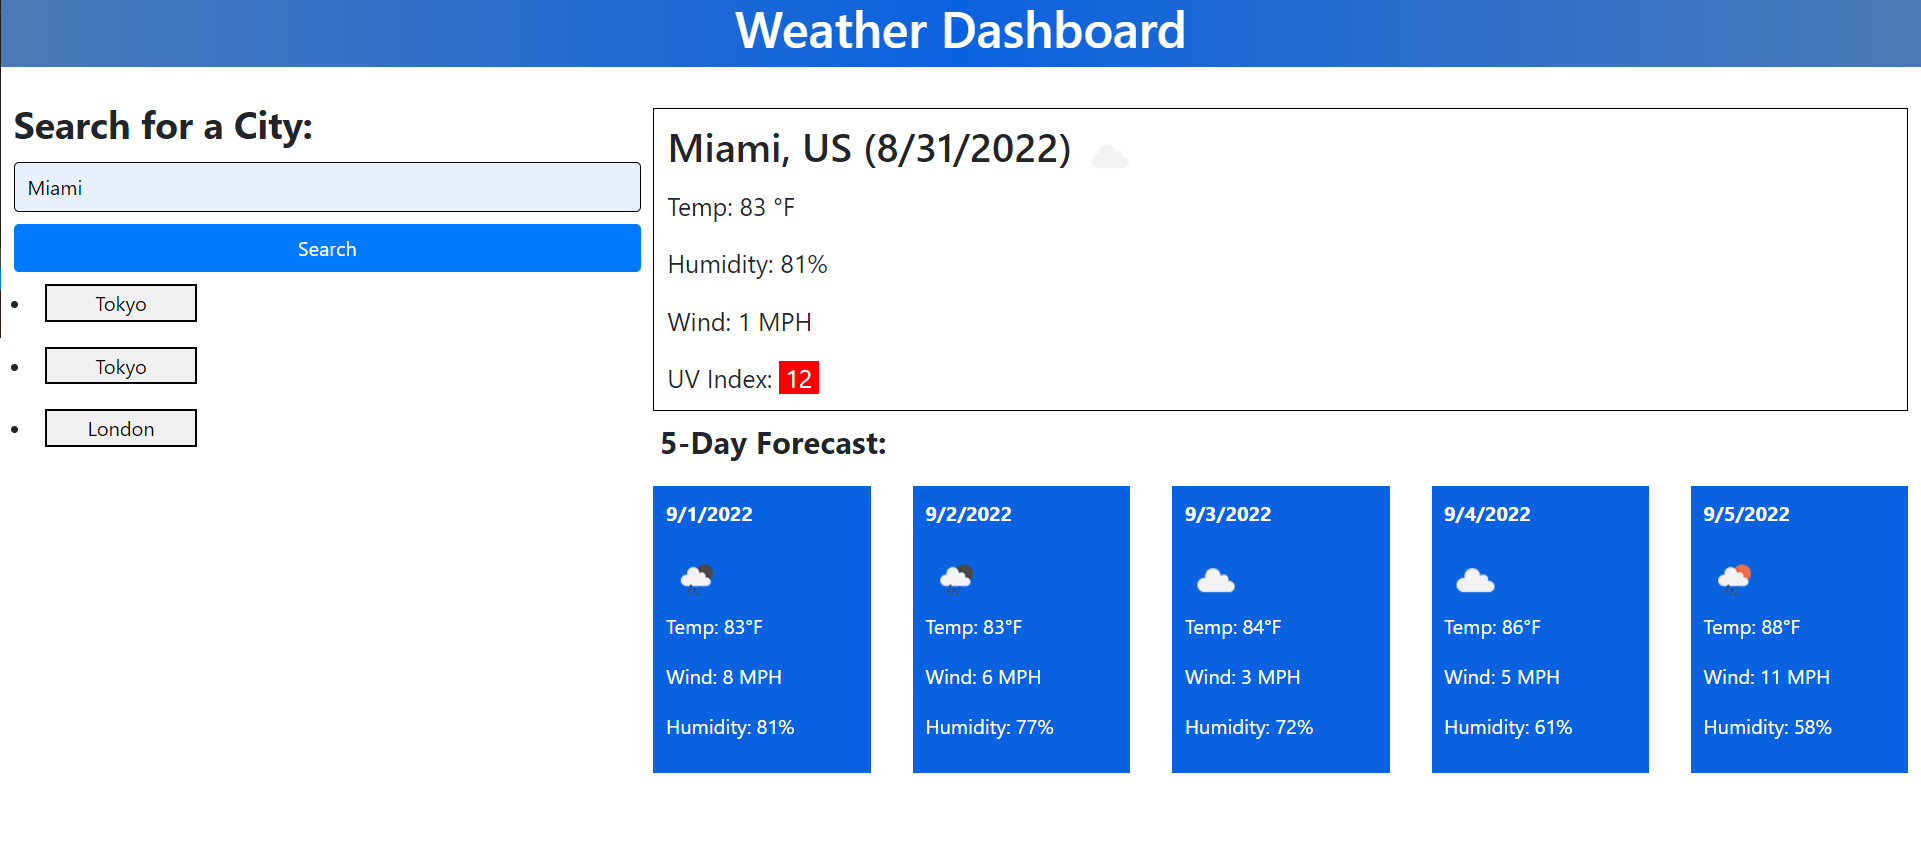 Weather Dashboard
Search for a City:
Miami
Search
Tokyo
Tokyo
London
Miami, US (8/31/2022)
Temp: 83 °F
Humidity: 81%
Wind: 1 MPH
UV Index: 12
5-Day Forecast:
9/1/2022
Temp: 83°F
Wind: 8 MPH
Humidity: 81%
9/2/2022
Temp: 83°F
Wind: 6 MPH
Humidity: 77%
9/3/2022
Temp: 84°F
Wind: 3 MPH
Humidity: 72%
9/4/2022
Temp: 86°F
Wind: 5 MPH
Humidity: 61%
9/5/2022
Temp: 88°F
Wind: 11 MPH
Humidity: 58%